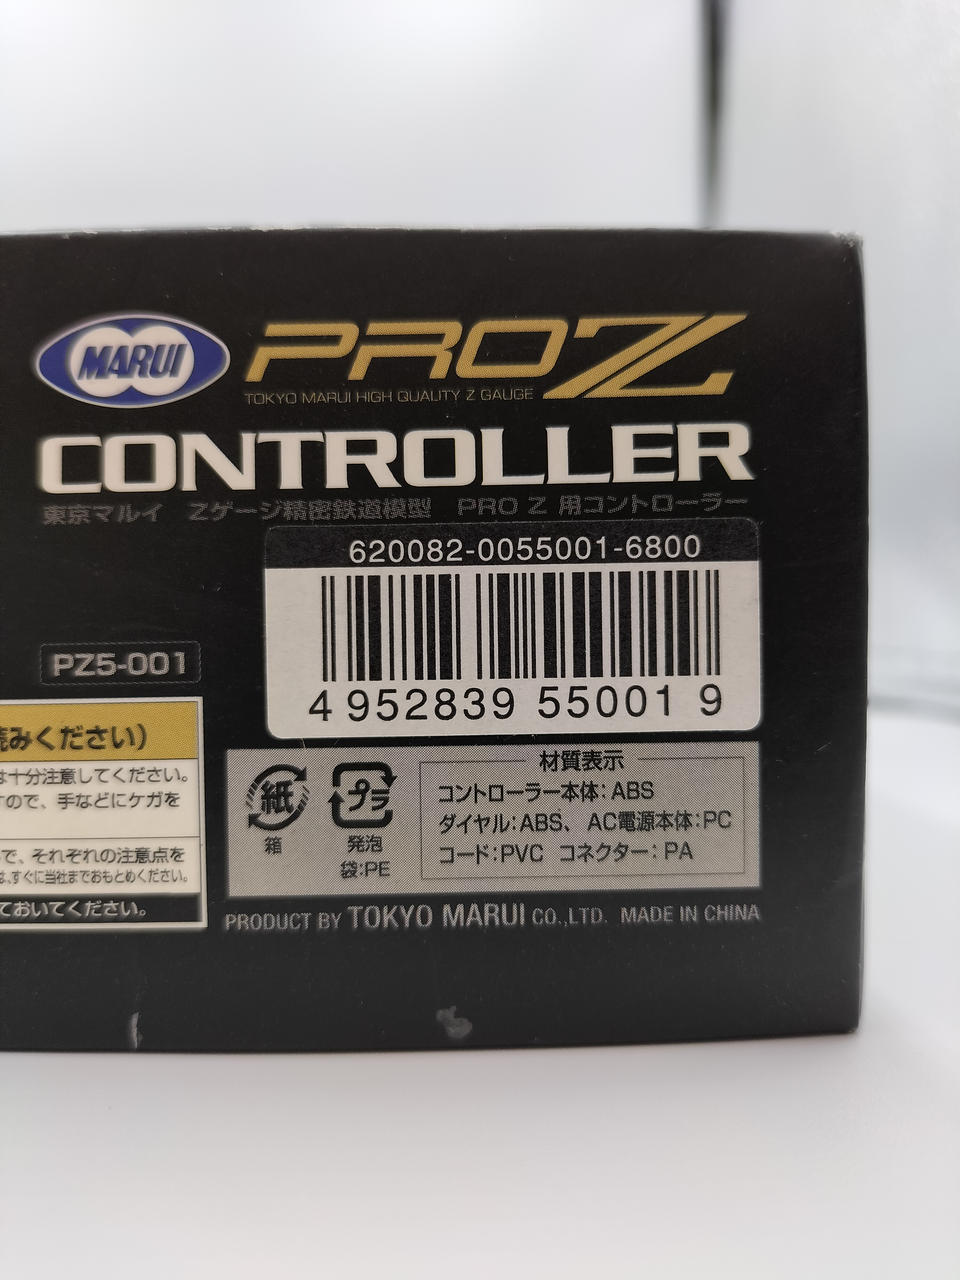 MARUI
PRO Z
TOKYO MARUI HIGH QUALITY Z GAUGE
CONTROLLER
東京マルイ Zゲージ精密鉄道模型 PRO Z 用コントローラー
620082-0055001-6800
4 952839 550019
PZ5-001
読みください）
は十分注意してください。
すので、手などにケガを
で、それぞれの注意点を
は、すぐに当社までおもとめください。
ておいてください。
紙
箱
プラ
発泡
袋:PE
材質表示
コントローラー本体:ABS
ダイヤル:ABS、AC電源本体:PC
コード:PVC コネクター:PA
PRODUCT BY TOKYO MARUI CO.,LTD. MADE IN CHINA